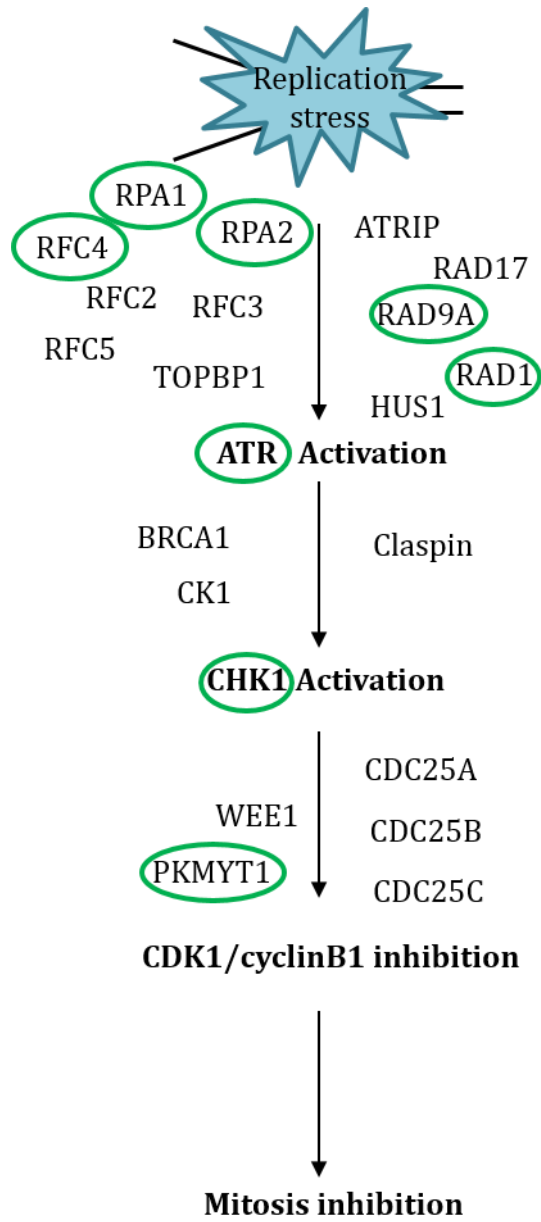 Replication
stress
RPA1
RPA2
ATRIP
RFC4
RAD17
RFC2
RFC3
RAD9A
RFC5
TOPBP1
RAD1
HUS1
ATR Activation
BRCA1
Claspin
CK1
CHK1 Activation
CDC25A
WEE1
CDC25B
PKMYT1
CDC25C
CDK1/cyclinB1 inhibition
Mitosis inhibition